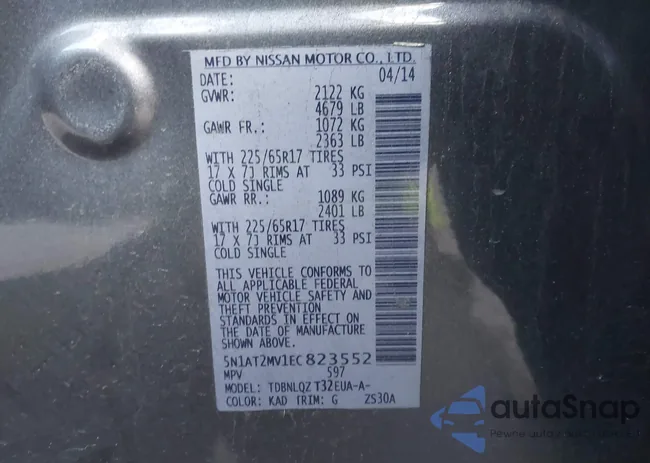 MFD BY NISSAN MOTOR CO., LTD.
DATE: 04/14
GVWR: 2122 KG
4679 LB
GAWR FR.: 1072 KG
2363 LB
WITH 225/65R17 TIRES
17 X 7J RIMS AT 33 PSI
COLD SINGLE
GAWR RR.: 1089 KG
2401 LB
WITH 225/65R17 TIRES
17 X 7J RIMS AT 33 PSI
COLD SINGLE
THIS VEHICLE CONFORMS TO
ALL APPLICABLE FEDERAL
MOTOR VEHICLE SAFETY AND
THEFT PREVENTION
STANDARDS IN EFFECT ON
THE DATE OF MANUFACTURE
SHOWN ABOVE.
5N1AT2MV1EC823552
MPV 597
MODEL: TDBNLQZ T32EUA-A-
COLOR: KAD TRIM: G ZS30A
autoSnap
Pewne auta z